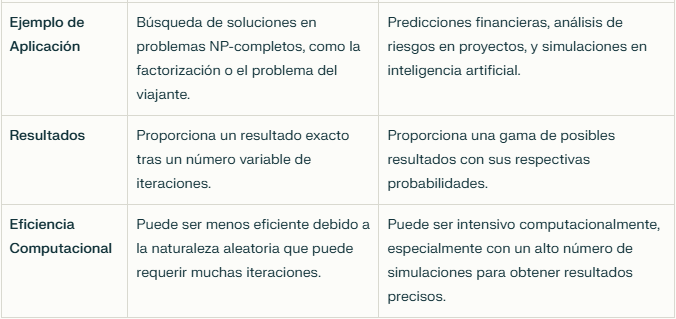 Ejemplo de
Aplicación
Búsqueda de soluciones en
problemas NP-completos, como la
factorización o el problema del
viajante.
Predicciones financieras, análisis de
riesgos en proyectos, y simulaciones en
inteligencia artificial.
Resultados
Proporciona un resultado exacto
tras un número variable de
iteraciones.
Proporciona una gama de posibles
resultados con sus respectivas
probabilidades.
Eficiencia
Computacional
Puede ser menos eficiente debido a
la naturaleza aleatoria que puede
requerir muchas iteraciones.
Puede ser intensivo computacionalmente,
especialmente con un alto número de
simulaciones para obtener resultados
precisos.